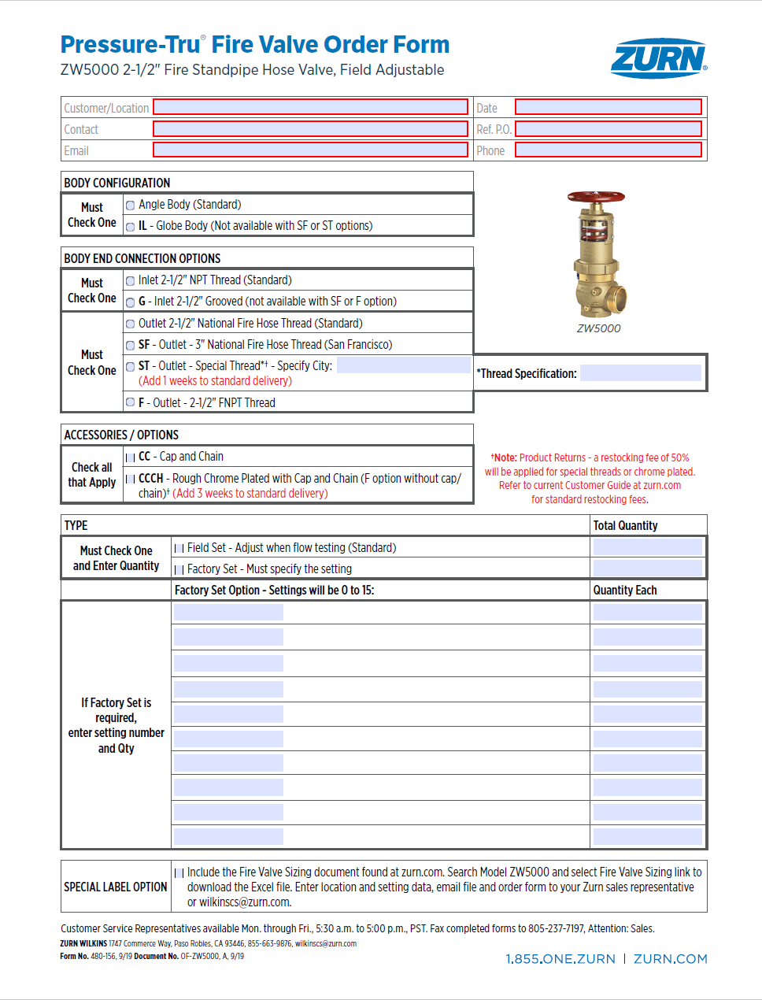 Pressure-Tru® Fire Valve Order Form
ZW5000 2-1/2" Fire Standpipe Hose Valve, Field Adjustable
ZURN®
Customer/Location
Date
Contact
Ref. P.O.
Email
Phone
BODY CONFIGURATION
Must
Check One
Angle Body (Standard)
IL - Globe Body (Not available with SF or ST options)
BODY END CONNECTION OPTIONS
Must
Check One
Inlet 2-1/2" NPT Thread (Standard)
G - Inlet 2-1/2" Grooved (not available with SF or F option)
Must
Check One
Outlet 2-1/2" National Fire Hose Thread (Standard)
SF - Outlet - 3" National Fire Hose Thread (San Francisco)
ST - Outlet - Special Thread*† - Specify City:
(Add 1 weeks to standard delivery)
F - Outlet - 2-1/2" FNPT Thread
ZW5000
*Thread Specification:
ACCESSORIES / OPTIONS
Check all
that Apply
CC - Cap and Chain
CCCH - Rough Chrome Plated with Cap and Chain (F option without cap/
chain)† (Add 3 weeks to standard delivery)
†Note: Product Returns - a restocking fee of 50%
will be applied for special threads or chrome plated.
Refer to current Customer Guide at zurn.com
for standard restocking fees.
TYPE
Total Quantity
Must Check One
and Enter Quantity
Field Set - Adjust when flow testing (Standard)
Factory Set - Must specify the setting
Factory Set Option - Settings will be 0 to 15:
Quantity Each
If Factory Set is
required,
enter setting number
and Qty
SPECIAL LABEL OPTION
Include the Fire Valve Sizing document found at zurn.com. Search Model ZW5000 and select Fire Valve Sizing link to
download the Excel file. Enter location and setting data, email file and order form to your Zurn sales representative
or wilkinscs@zurn.com.
Customer Service Representatives available Mon. through Fri., 5:30 a.m. to 5:00 p.m., PST. Fax completed forms to 805-237-7197, Attention: Sales.
ZURN WILKINS 1747 Commerce Way, Paso Robles, CA 93446, 855-663-9876, wilkinscs@zurn.com
Form No. 480-156, 9/19 Document No. OF-ZW5000, A, 9/19
1.855.ONE.ZURN | ZURN.COM